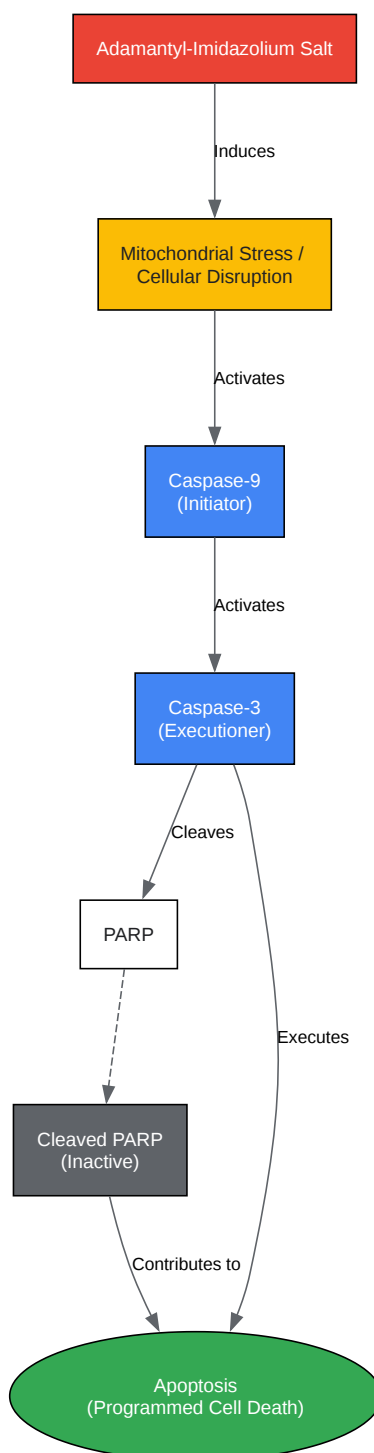 Adamantyl-Imidazolium Salt
Induces
Mitochondrial Stress /
Cellular Disruption
Activates
Caspase-9
(Initiator)
Activates
Caspase-3
(Executioner)
Cleaves
PARP
Executes
Cleaved PARP
(Inactive)
Contributes to
Apoptosis
(Programmed Cell Death)